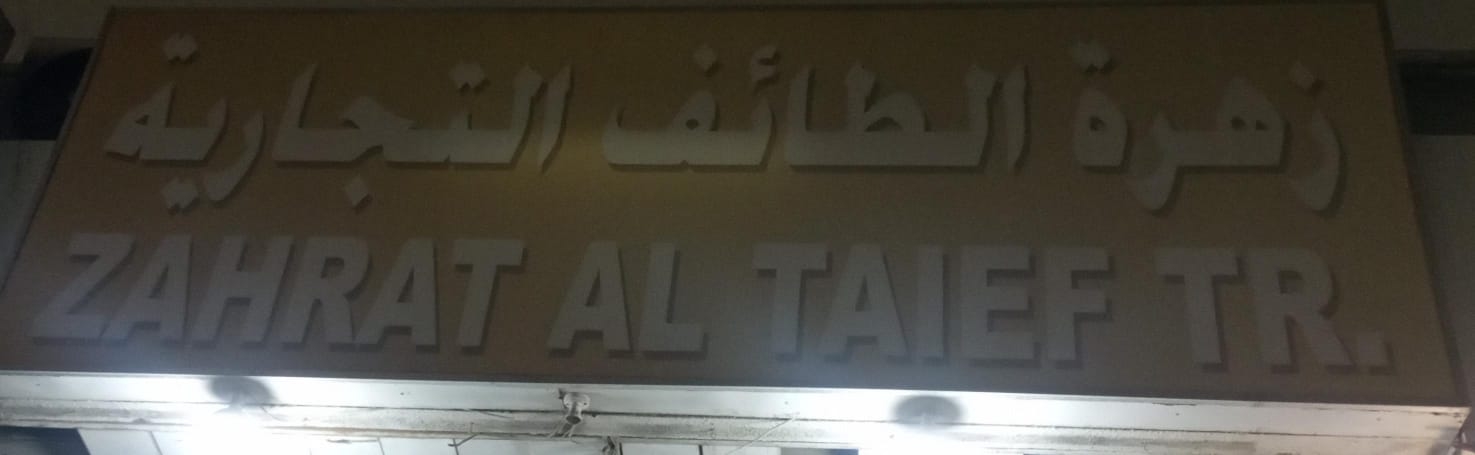 زهرة الطائف التجارية
ZAHRAT AL TAIEF TR.